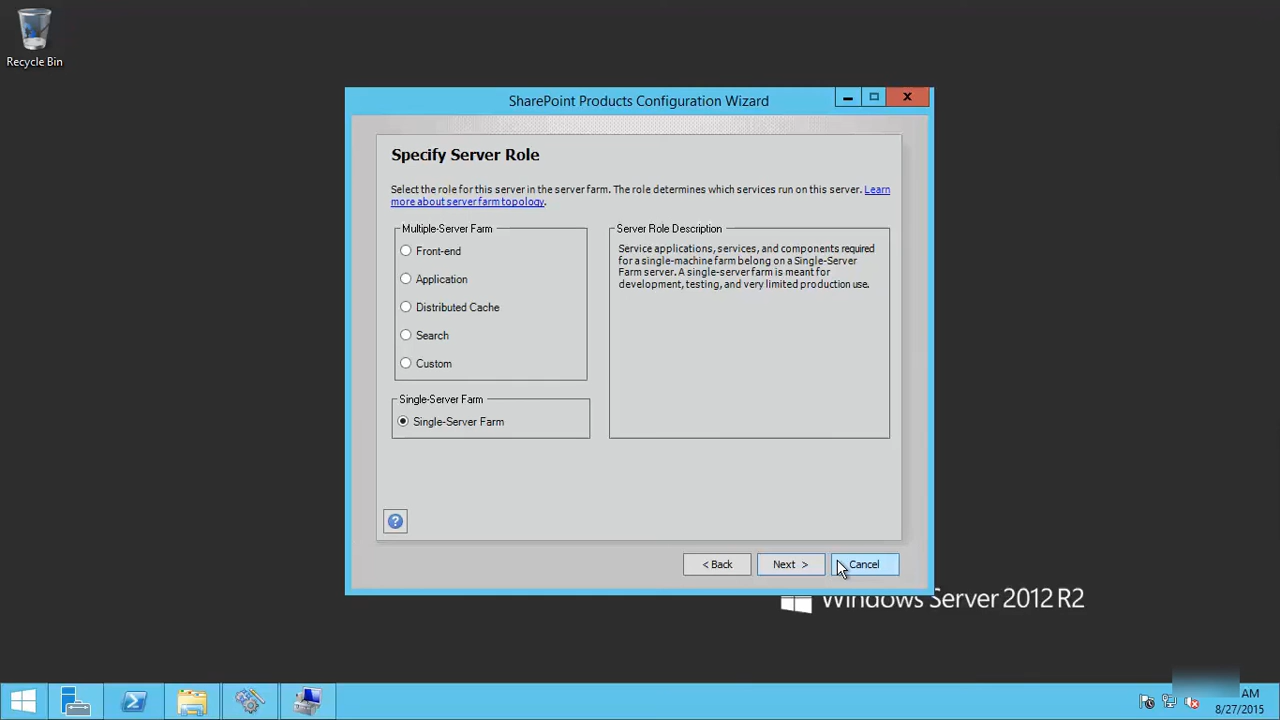 Recycle Bin
SharePoint Products Configuration Wizard
Specify Server Role
Select the role for this server in the server farm. The role determines which services run on this server. Learn
more about server farm topology.
Multiple-Server Farm
Front-end
Application
Distributed Cache
Search
Custom
Single-Server Farm
Single-Server Farm
Server Role Description
Service applications, services, and components required
for a single-machine farm belong on a Single-Server
Farm server. A single-server farm is meant for
development, testing, and very limited production use.
< Back
Next >
Cancel
Windows Server 2012 R2
AM
8/27/2015